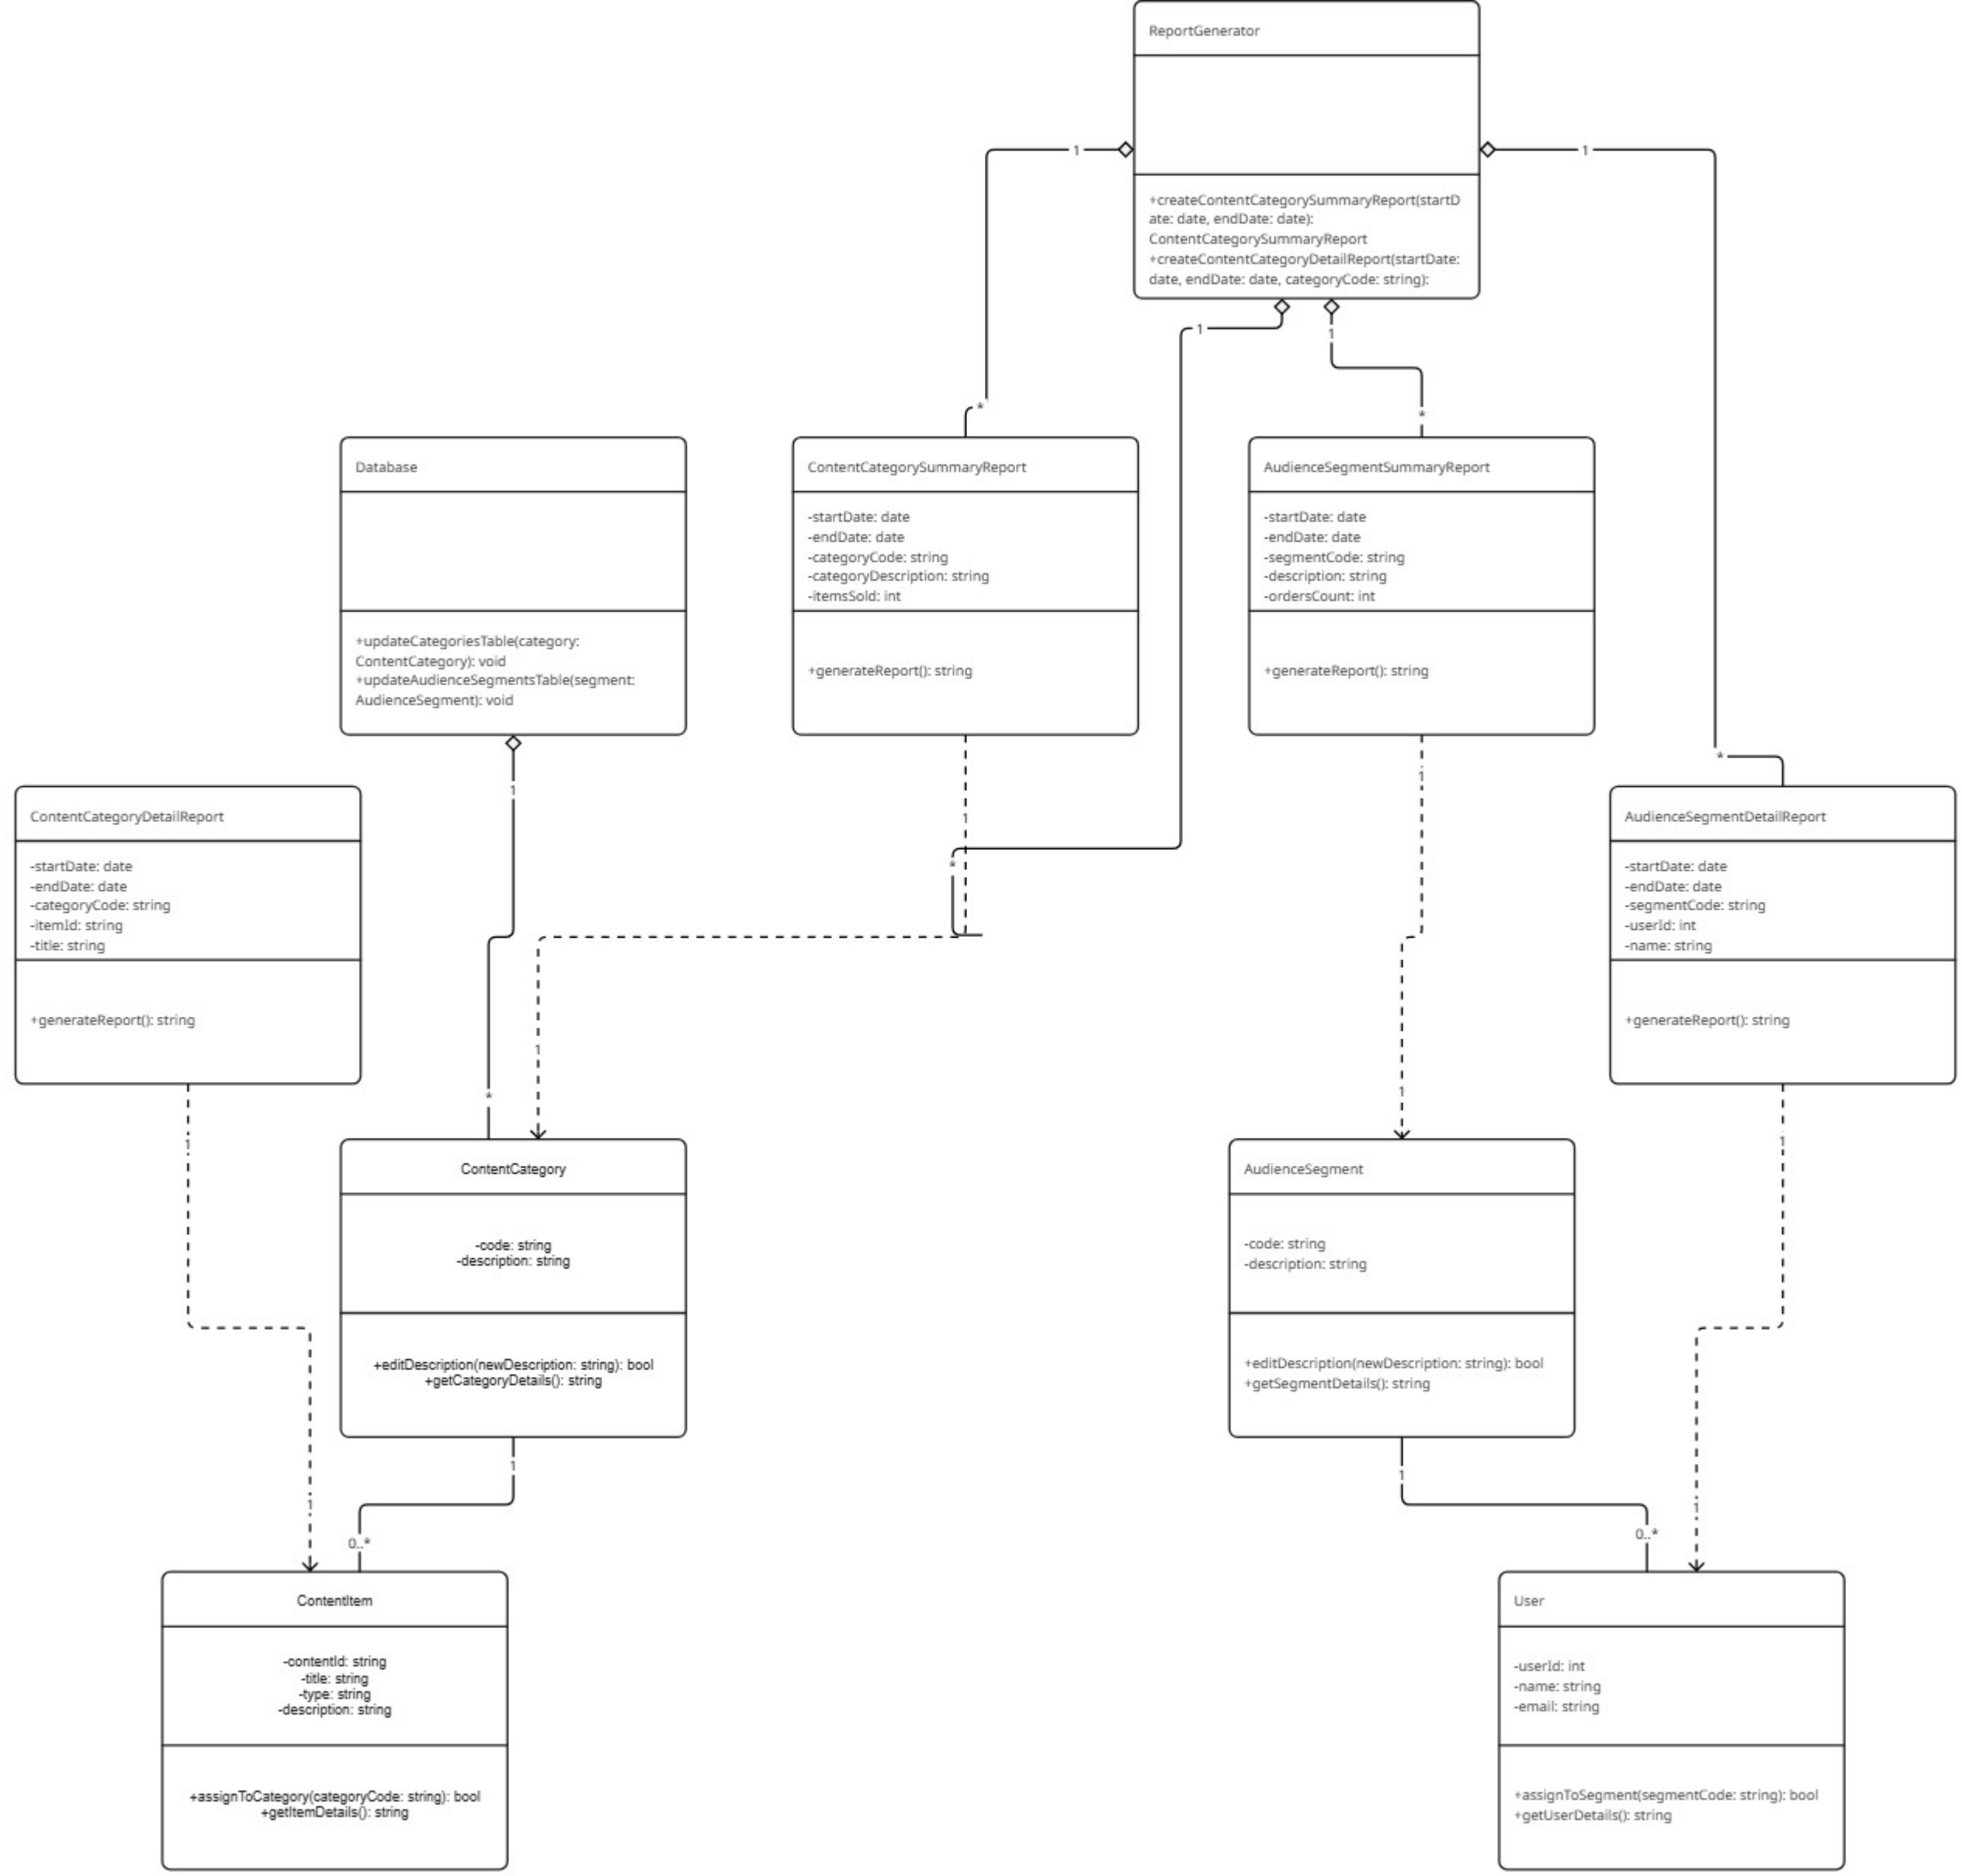 ReportGenerator
1
1
+createContentCategorySummaryReport(startD
ate: date, endDate: date):
ContentCategorySummaryReport
+createContentCategoryDetailReport(startDate:
date, endDate: date, categoryCode: string):
1
1
*
*
Database
+updateCategoriesTable(category:
ContentCategory): void
+updateAudienceSegmentsTable(segment:
AudienceSegment): void
ContentCategorySummaryReport
-startDate: date
-endDate: date
-categoryCode: string
-categoryDescription: string
-itemsSold: int
+generateReport(): string
AudienceSegmentSummaryReport
-startDate: date
-endDate: date
-segmentCode: string
-description: string
-ordersCount: int
+generateReport(): string
*
1
1
1
*
ContentCategoryDetailReport
-startDate: date
-endDate: date
-categoryCode: string
-itemId: string
-title: string
+generateReport(): string
AudienceSegmentDetailReport
-startDate: date
-endDate: date
-segmentCode: string
-userId: int
-name: string
+generateReport(): string
1
*
1
1
1
ContentCategory
-code: string
-description: string
+editDescription(newDescription: string): bool
+getCategoryDetails(): string
AudienceSegment
-code: string
-description: string
+editDescription(newDescription: string): bool
+getSegmentDetails(): string
1
1
1
1
0..*
0..*
ContentItem
-contentId: string
-title: string
-type: string
-description: string
+assignToCategory(categoryCode: string): bool
+getItemDetails(): string
User
-userId: int
-name: string
-email: string
+assignToSegment(segmentCode: string): bool
+getUserDetails(): string